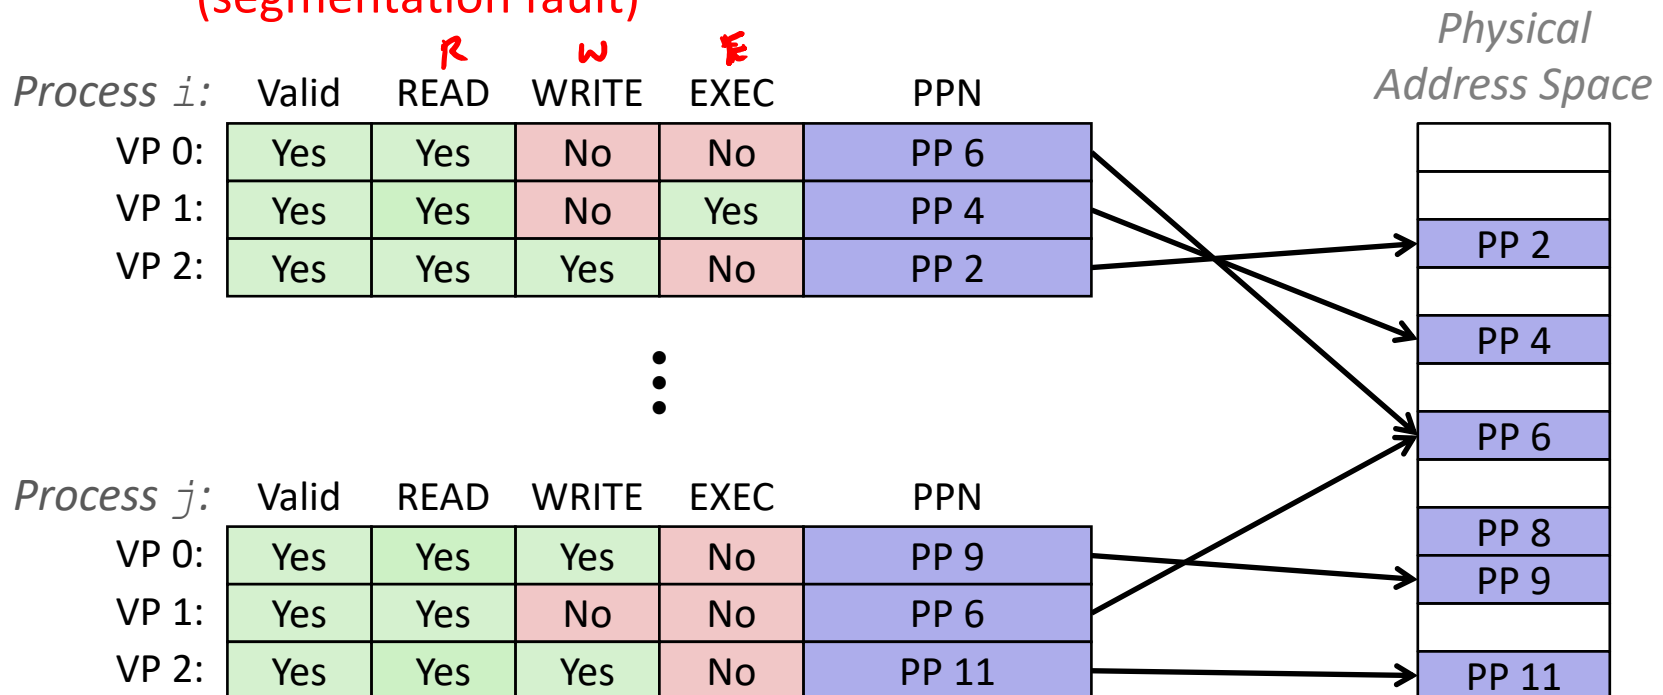 (segmentation fault)
Physical
Address Space
R W E
Process i: Valid READ WRITE EXEC PPN
VP 0: Yes Yes No No PP 6
VP 1: Yes Yes No Yes PP 4
VP 2: Yes Yes Yes No PP 2
PP 2
PP 4
PP 6
PP 8
PP 9
PP 11
Process j: Valid READ WRITE EXEC PPN
VP 0: Yes Yes Yes No PP 9
VP 1: Yes Yes No No PP 6
VP 2: Yes Yes Yes No PP 11